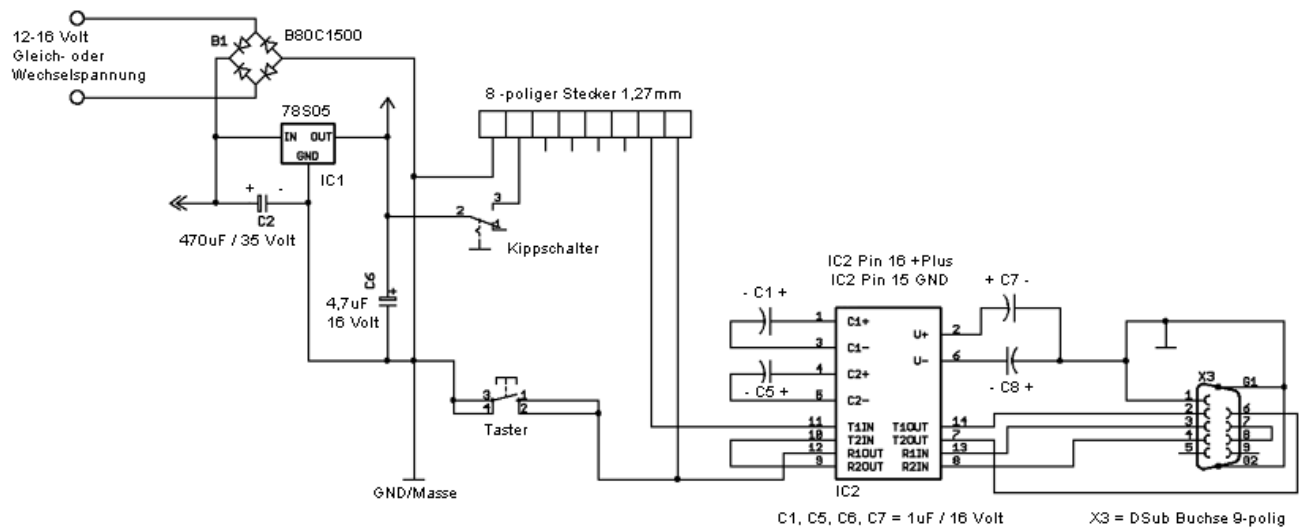 12-16 Volt
Gleich- oder
Wechselspannung
B1
B80C1500
78S05
IN OUT
GND
IC1
+ -
C2
470uF / 35 Volt
8 -poliger Stecker 1,27mm
3
2
1
Kippschalter
C6
+
4,7uF
16 Volt
3 1
4 2
Taster
GND/Masse
IC2 Pin 16 +Plus
IC2 Pin 15 GND
- C1 +
+ C7 -
1 C1+
3 C1-
4 C2+
5 C2-
U+ 2
U- 6
- C5 +
- C8 +
11 T1IN T1OUT 14
10 T2IN T2OUT 7
12 R1OUT R1IN 13
9 R2OUT R2IN 8
IC2
X3
G1
1
2 6
3 7
4 8
5 9
G2
C1, C5, C6, C7 = 1uF / 16 Volt
X3 = DSub Buchse 9-polig